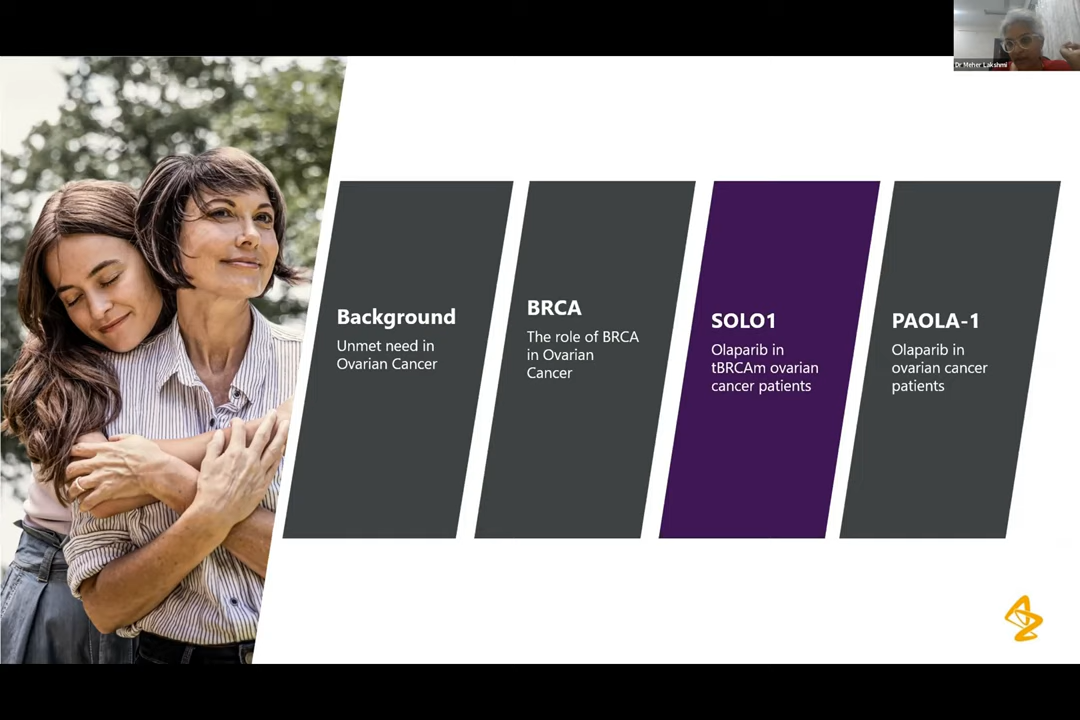 Dr Meher Lakshmi
Background
Unmet need in
Ovarian Cancer
BRCA
The role of BRCA
in Ovarian
Cancer
SOLO1
Olaparib in
tBRCAm ovarian
cancer patients
PAOLA-1
Olaparib in
ovarian cancer
patients